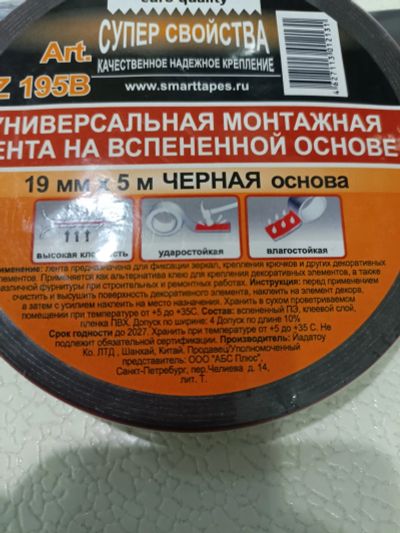 euro quality
Art.
СУПЕР СВОЙСТВА
КАЧЕСТВЕННОЕ НАДЕЖНОЕ КРЕПЛЕНИЕ
Z 195B
www.smarttapes.ru
4627113012131
УНИВЕРСАЛЬНАЯ МОНТАЖНАЯ
ЛЕНТА НА ВСПЕНЕННОЙ ОСНОВЕ
19 мм х 5 м ЧЕРНАЯ основа
высокая клейкость
ударостойкая
влагостойкая
Применение: лента предназначена для фиксации зеркал, крепления крючков и других декоративных
элементов. Применяется как альтернатива клею для крепления декоративных элементов, а также
различной фурнитуры при строительных и ремонтных работах. Инструкция: перед применением
очистить и высушить поверхность декоративного элемента, наклеить на элемент декора,
а затем с усилием наклеить на место назначения. Хранить в сухом проветриваемом
помещении при температуре от +5 до +35С. Состав: вспененный ПЭ, клеевой слой,
пленка ПВХ. Допуск по ширине: 4 Допуск по длине 10%
Срок годности до 2027. Хранить при температуре от +5 до +35 С. Не
подлежит обязательной сертификации. Производитель: Йадатоу
Ко. ЛТД , Шанхай, Китай. Продавец/Уполномоченный
представитель: ООО "АБС Плюс",
Санкт-Петребург, пер.Челиева д. 14,
лит. Т.